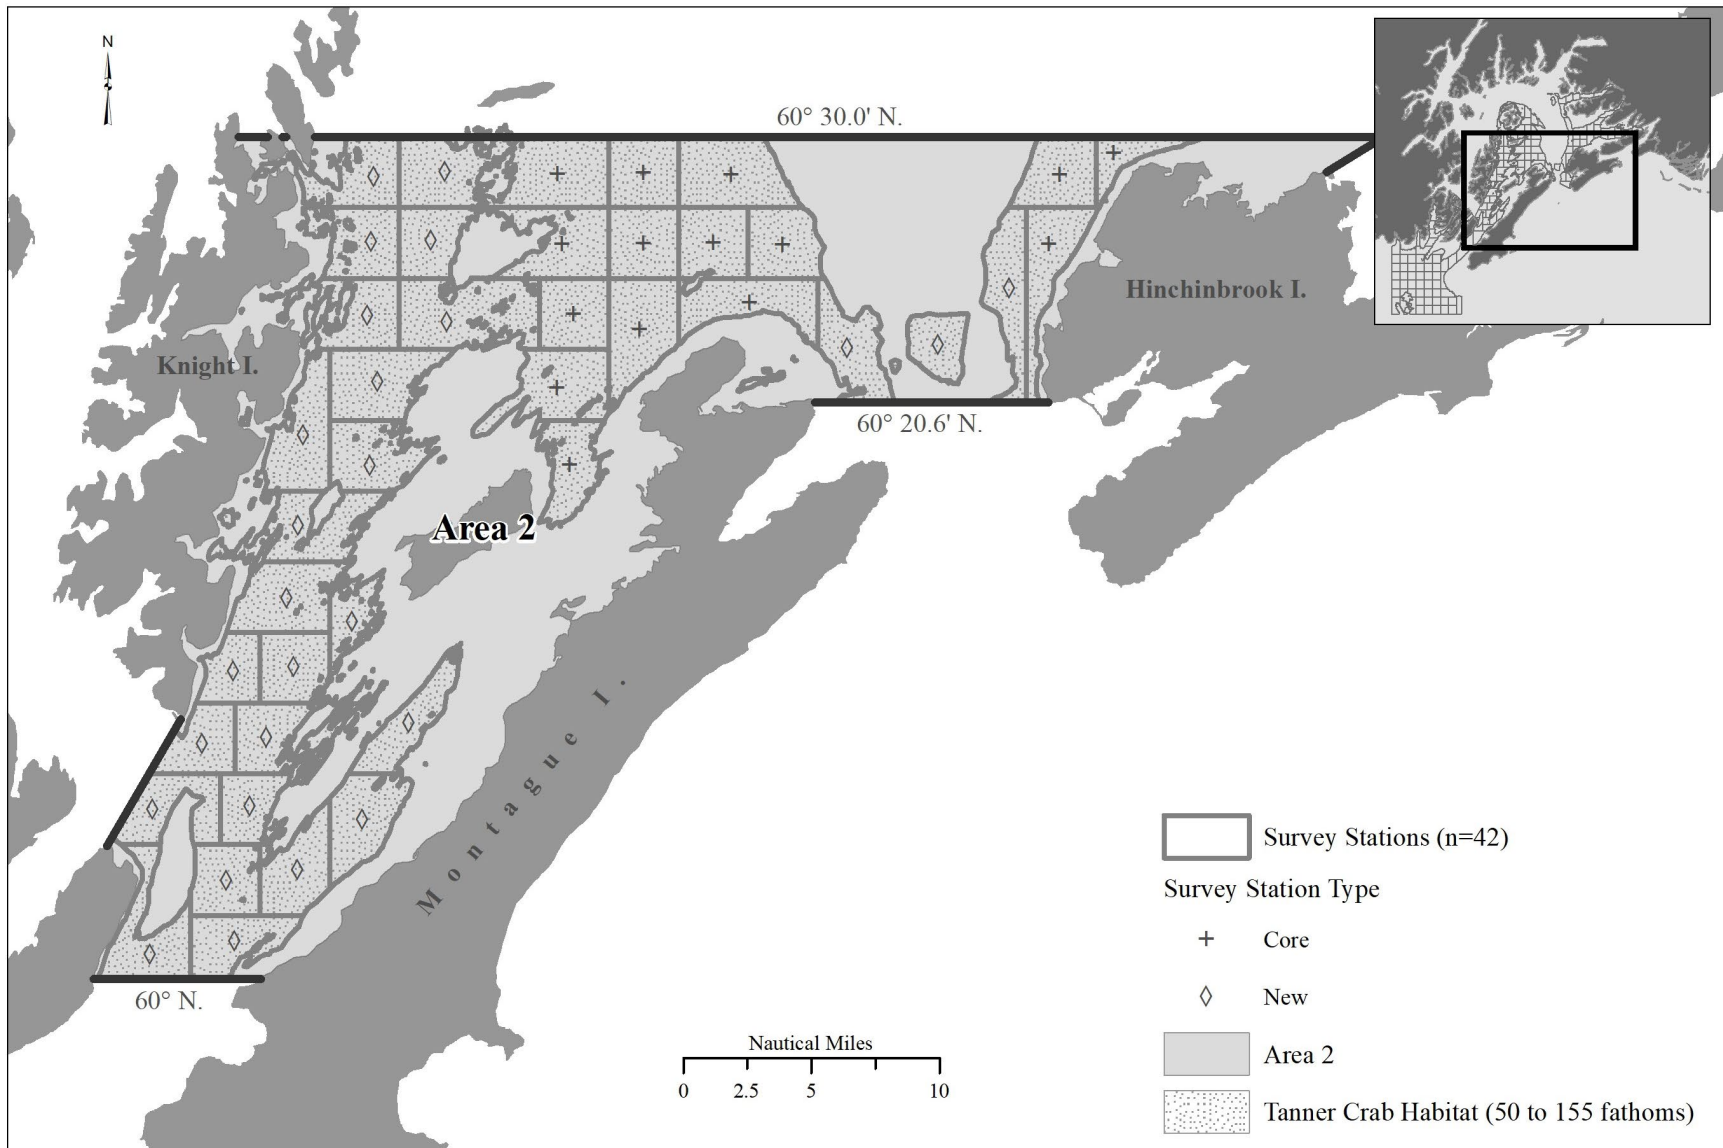 N
60° 30.0' N.
Hinchinbrook I.
Knight I.
60° 20.6' N.
Area 2
Montague I.
Survey Stations (n=42)
Survey Station Type
Core
New
60° N.
Nautical Miles
0 2.5 5 10
Area 2
Tanner Crab Habitat (50 to 155 fathoms)